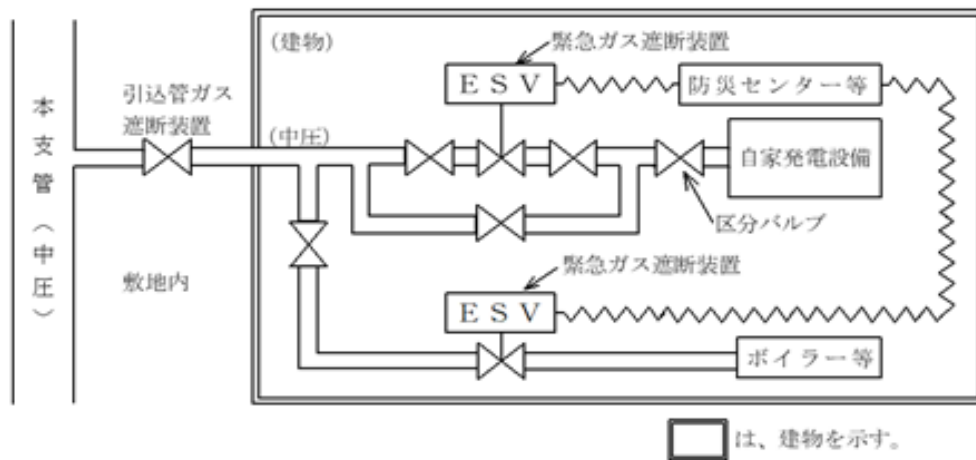 本支管（中圧）
引込管ガス
遮断装置
敷地内
(建物)
(中圧)
緊急ガス遮断装置
ＥＳＶ
防災センター等
自家発電設備
区分バルブ
緊急ガス遮断装置
ＥＳＶ
ボイラー等
は、建物を示す。